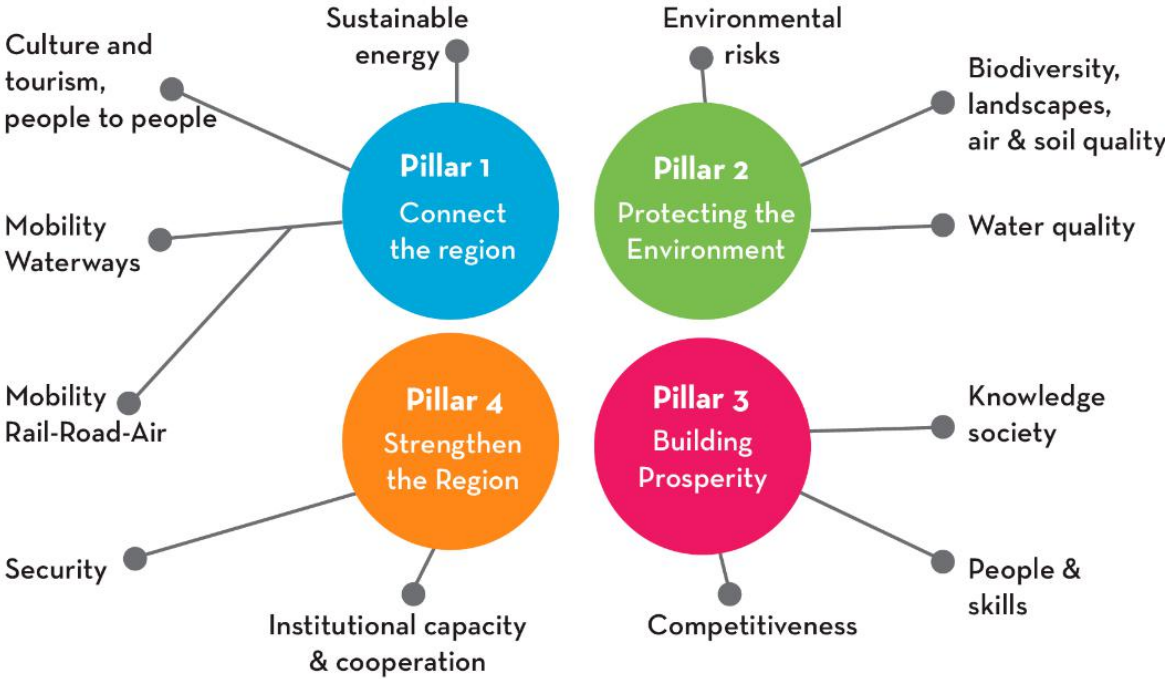 Sustainable
energy
Culture and
tourism,
people to people
Mobility
Waterways
Mobility
Rail-Road-Air
Pillar 1
Connect
the region
Environmental
risks
Biodiversity,
landscapes,
air & soil quality
Water quality
Pillar 2
Protecting the
Environment
Pillar 4
Strengthen
the Region
Security
Institutional capacity
& cooperation
Pillar 3
Building
Prosperity
Knowledge
society
People &
skills
Competitiveness